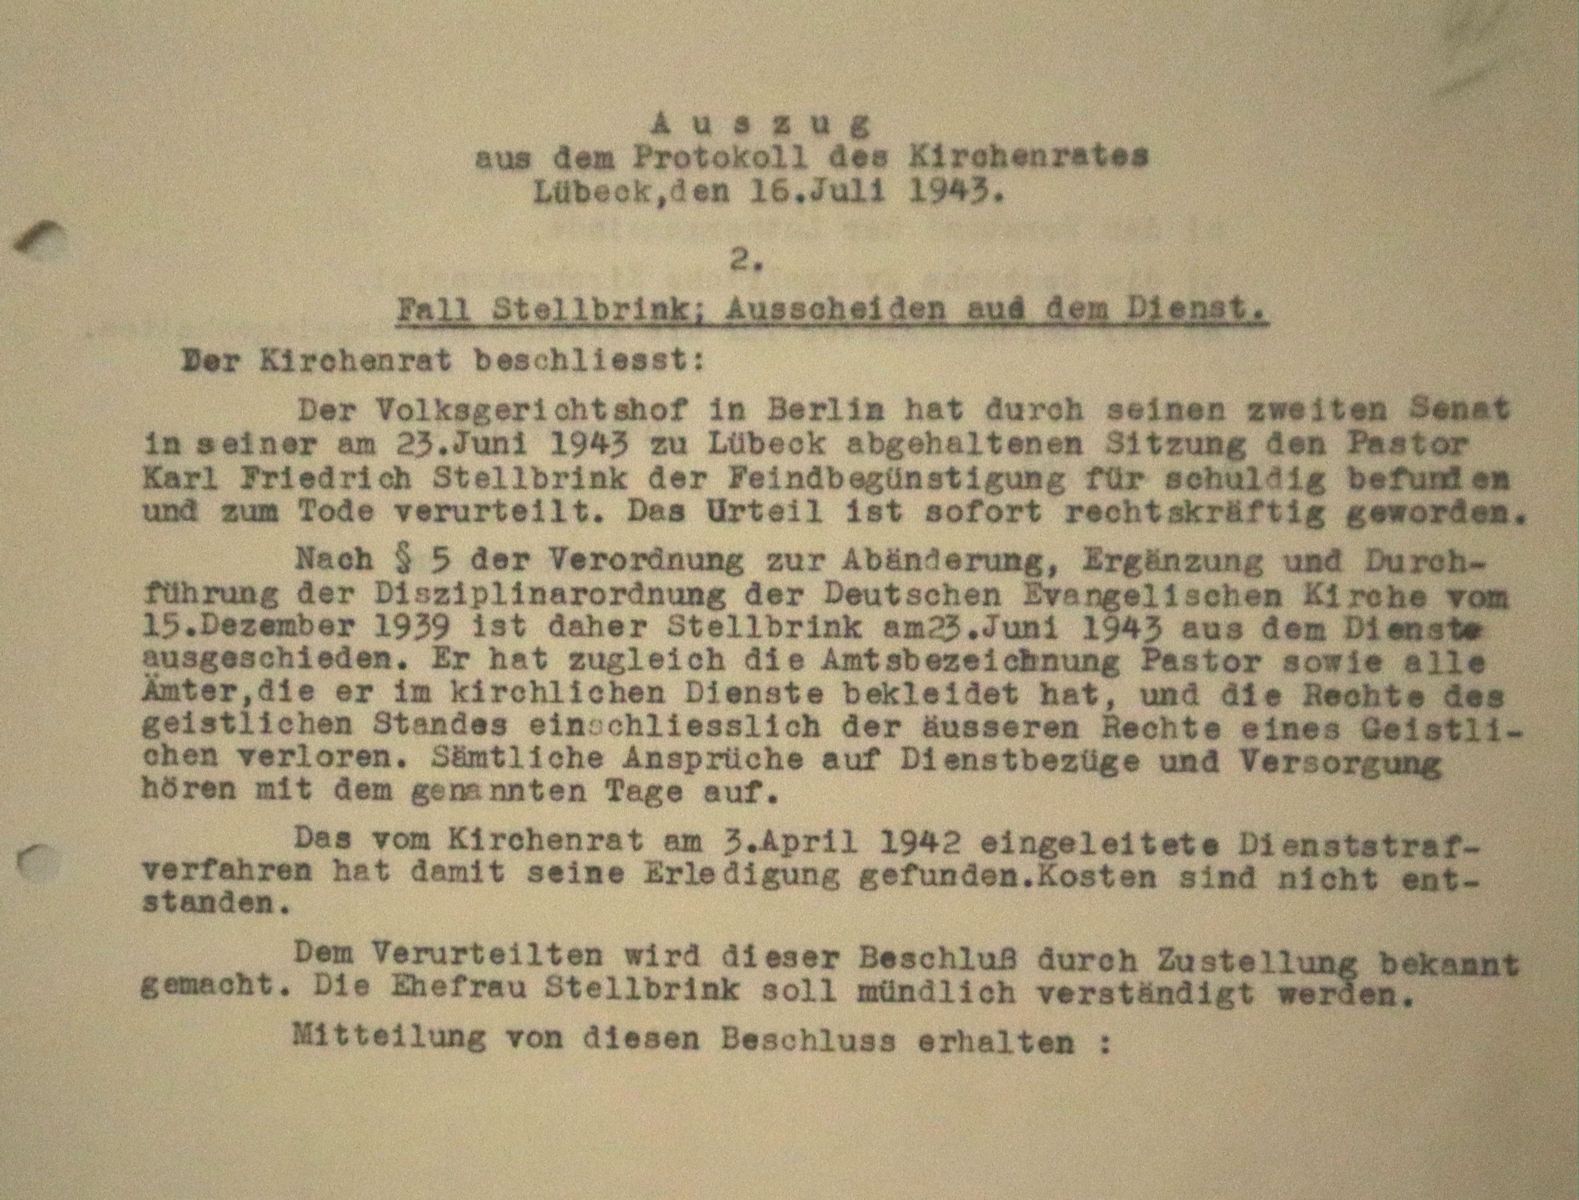 A u s z u g
aus dem Protokoll des Kirchenrates
Lübeck,den 16.Juli 1943.
2.
Fall Stellbrink; Ausscheiden aus dem Dienst.
Der Kirchenrat beschliesst:
Der Volksgerichtshof in Berlin hat durch seinen zweiten Senat
in seiner am 23.Juni 1943 zu Lübeck abgehaltenen Sitzung den Pastor
Karl Friedrich Stellbrink der Feindbegünstigung für schuldig befunden
und zum Tode verurteilt. Das Urteil ist sofort rechtskräftig geworden.
Nach § 5 der Verordnung zur Abänderung, Ergänzung und Durch-
führung der Disziplinarordnung der Deutschen Evangelischen Kirche vom
15.Dezember 1939 ist daher Stellbrink am23.Juni 1943 aus dem Dienste
ausgeschieden. Er hat zugleich die Amtsbezeichnung Pastor sowie alle
Ämter,die er im kirchlichen Dienste bekleidet hat, und die Rechte des
geistlichen Standes einschliesslich der äusseren Rechte eines Geistli-
chen verloren. Sämtliche Ansprüche auf Dienstbezüge und Versorgung
hören mit dem genannten Tage auf.
Das vom Kirchenrat am 3.April 1942 eingeleitete Dienststraf-
verfahren hat damit seine Erledigung gefunden.Kosten sind nicht ent-
standen.
Dem Verurteilten wird dieser Beschluß durch Zustellung bekannt
gemacht. Die Ehefrau Stellbrink soll mündlich verständigt werden.
Mitteilung von diesen Beschluss erhalten :